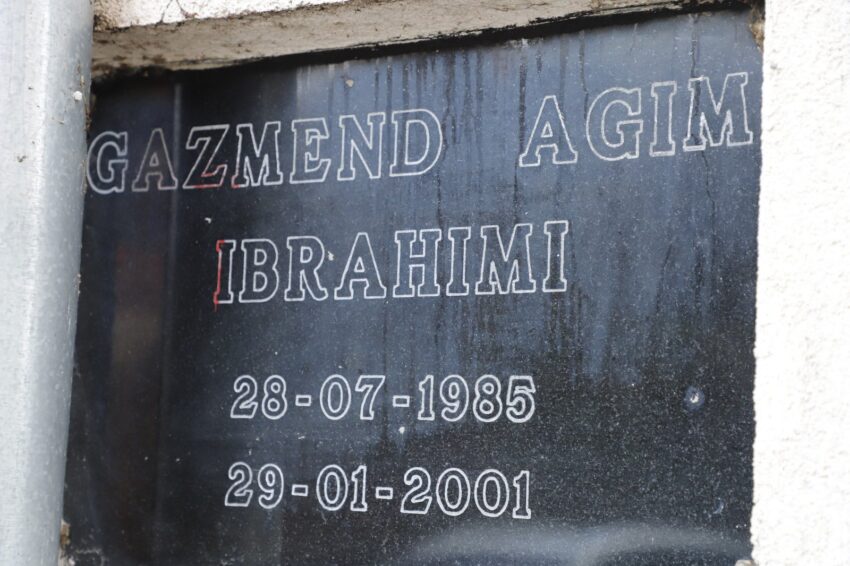 GAZMEND AGIM
IBRAHIMI
28-07-1985
29-01-2001